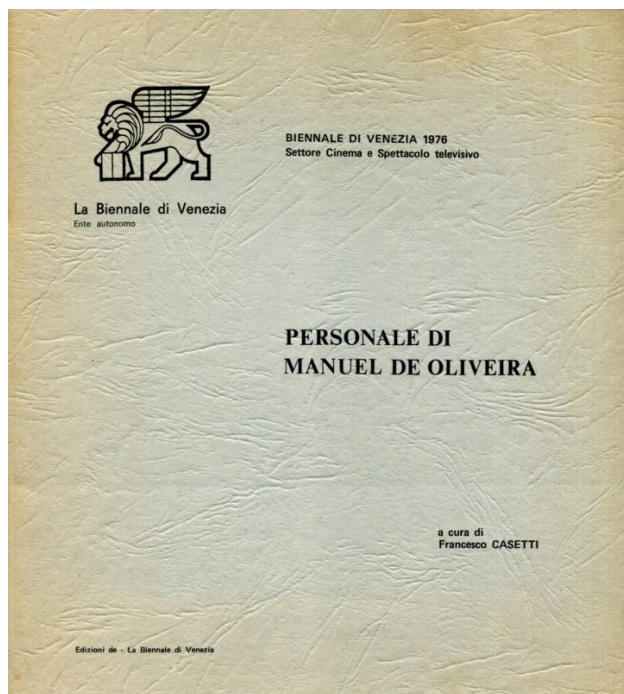 BIENNALE DI VENEZIA 1976
Settore Cinema e Spettacolo televisivo
La Biennale di Venezia
Ente autonomo
PERSONALE DI
MANUEL DE OLIVEIRA
a cura di
Francesco CASETTI
Edizioni de - La Biennale di Venezia